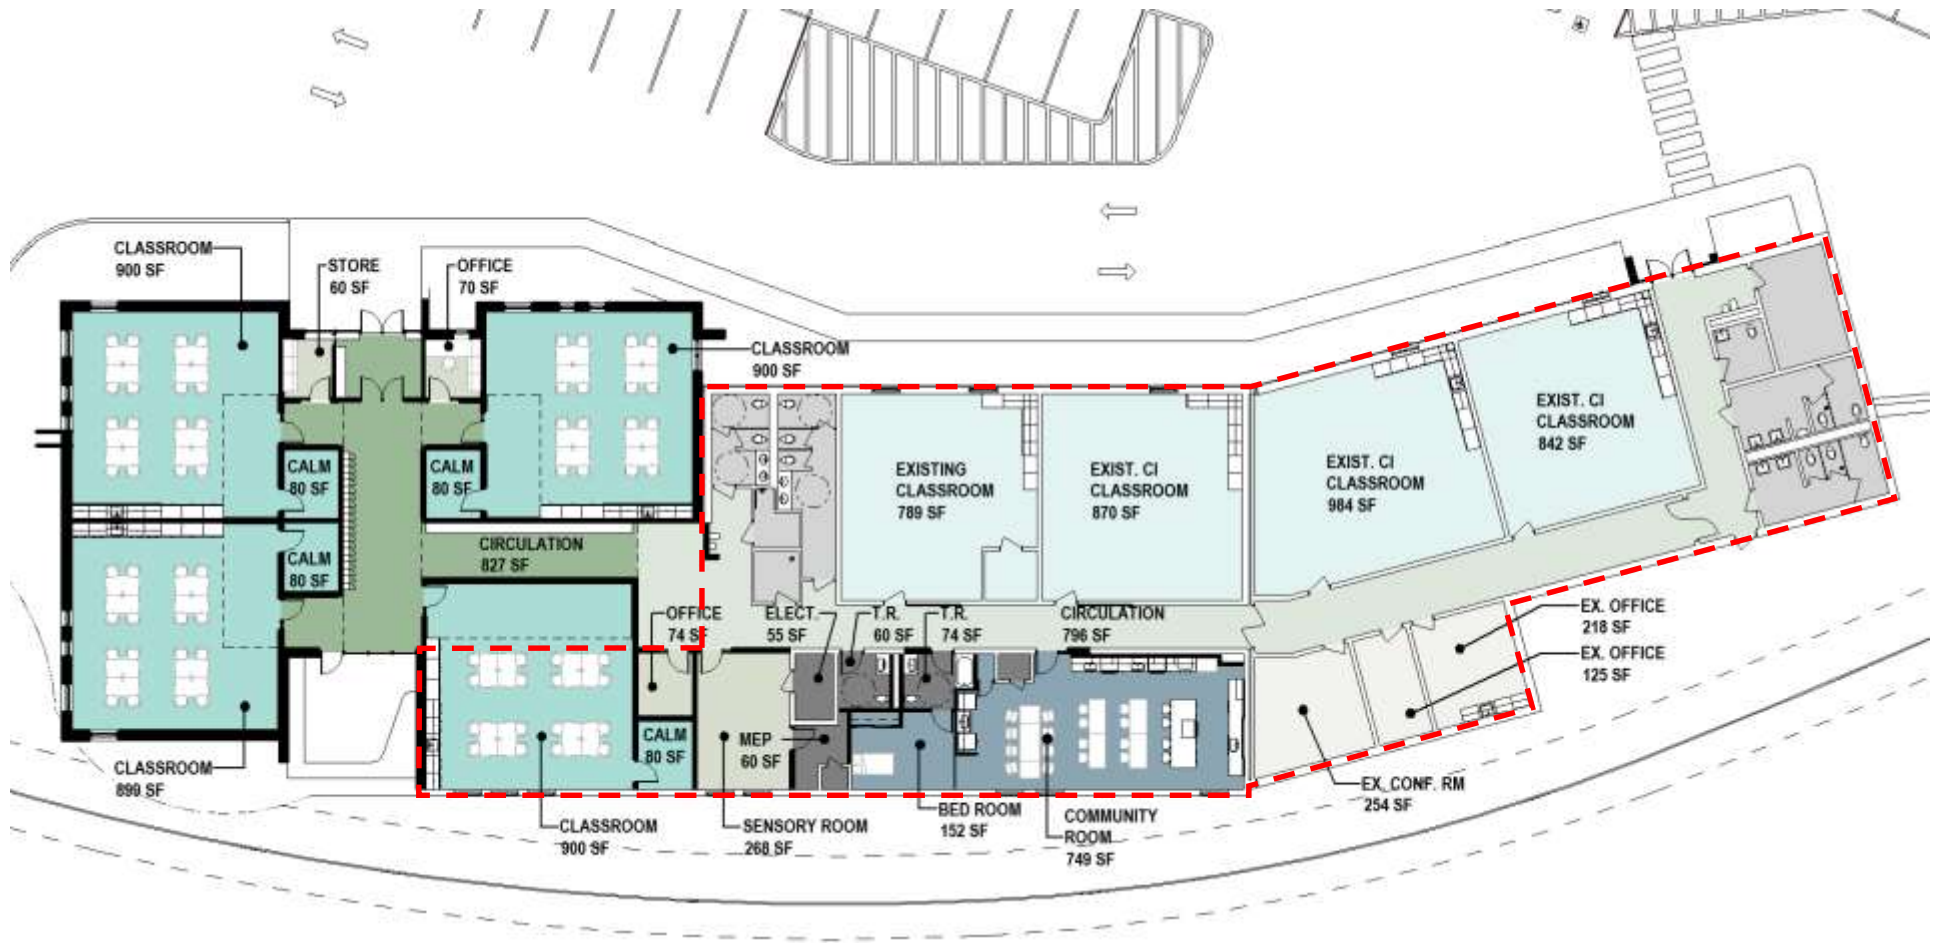 CLASSROOM
900 SF
STORE
60 SF
OFFICE
70 SF
CLASSROOM
900 SF
CALM
80 SF
CALM
80 SF
CALM
80 SF
CIRCULATION
827 SF
EXISTING
CLASSROOM
789 SF
EXIST. CI
CLASSROOM
870 SF
EXIST. CI
CLASSROOM
984 SF
EXIST. CI
CLASSROOM
842 SF
OFFICE
74 SF
ELECT.
55 SF
T.R.
60 SF
T.R.
74 SF
CIRCULATION
796 SF
EX. OFFICE
218 SF
EX. OFFICE
125 SF
CALM
80 SF
MEP
60 SF
CLASSROOM
899 SF
CLASSROOM
900 SF
SENSORY ROOM
268 SF
BED ROOM
152 SF
COMMUNITY
ROOM
749 SF
EX. CONF. RM
254 SF